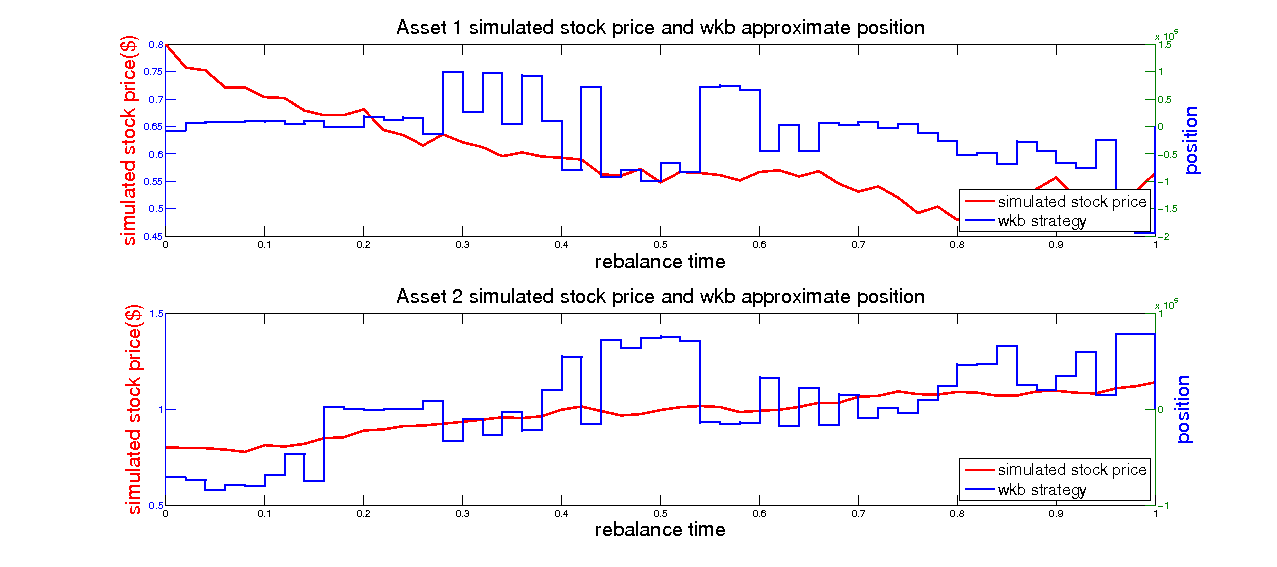 Asset 1 simulated stock price and wkb approximate position
x 10^5
simulated stock price($)
0.8
0.75
0.7
0.65
0.6
0.55
0.5
0.45
1.5
1
0.5
0
−0.5
−1
−1.5
−2
position
simulated stock price
wkb strategy
0 0.1 0.2 0.3 0.4 0.5 0.6 0.7 0.8 0.9 1
rebalance time
Asset 2 simulated stock price and wkb approximate position
x 10^5
simulated stock price($)
1.5
1
0.5
1
0
−1
position
simulated stock price
wkb strategy
0 0.1 0.2 0.3 0.4 0.5 0.6 0.7 0.8 0.9 1
rebalance time